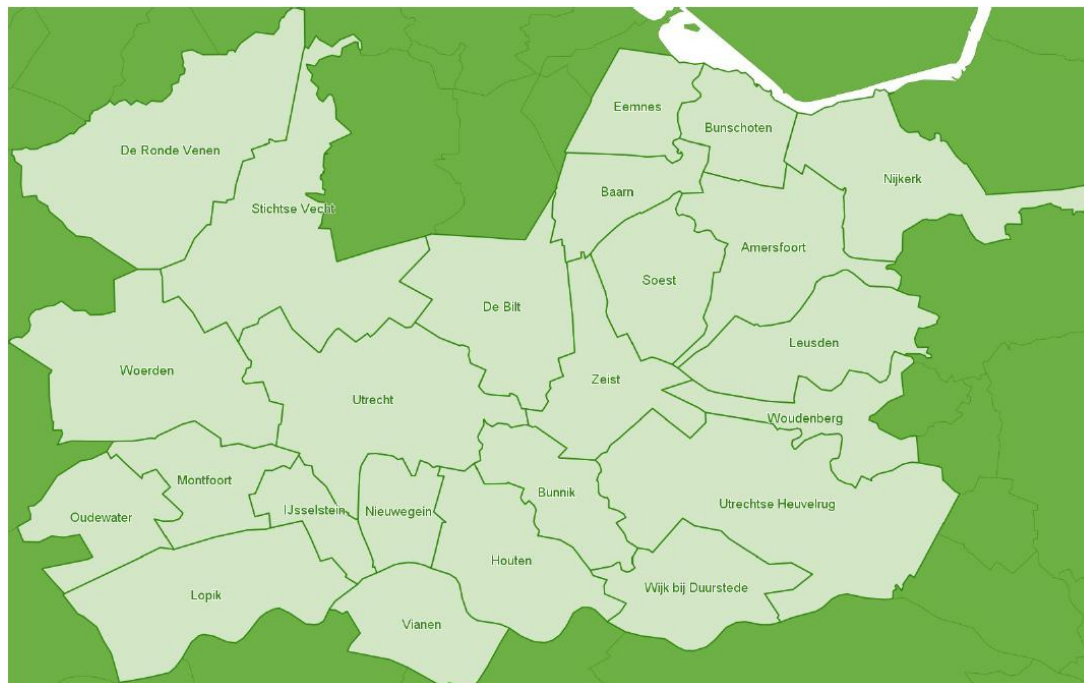 Eemnes
Bunschoten
De Ronde Venen
Nijkerk
Baarn
Stichtse Vecht
Amersfoort
Soest
De Bilt
Leusden
Woerden
Zeist
Utrecht
Woudenberg
Montfoort
Bunnik
Utrechtse Heuvelrug
IJsselstein
Nieuwegein
Oudewater
Houten
Wijk bij Duurstede
Lopik
Vianen